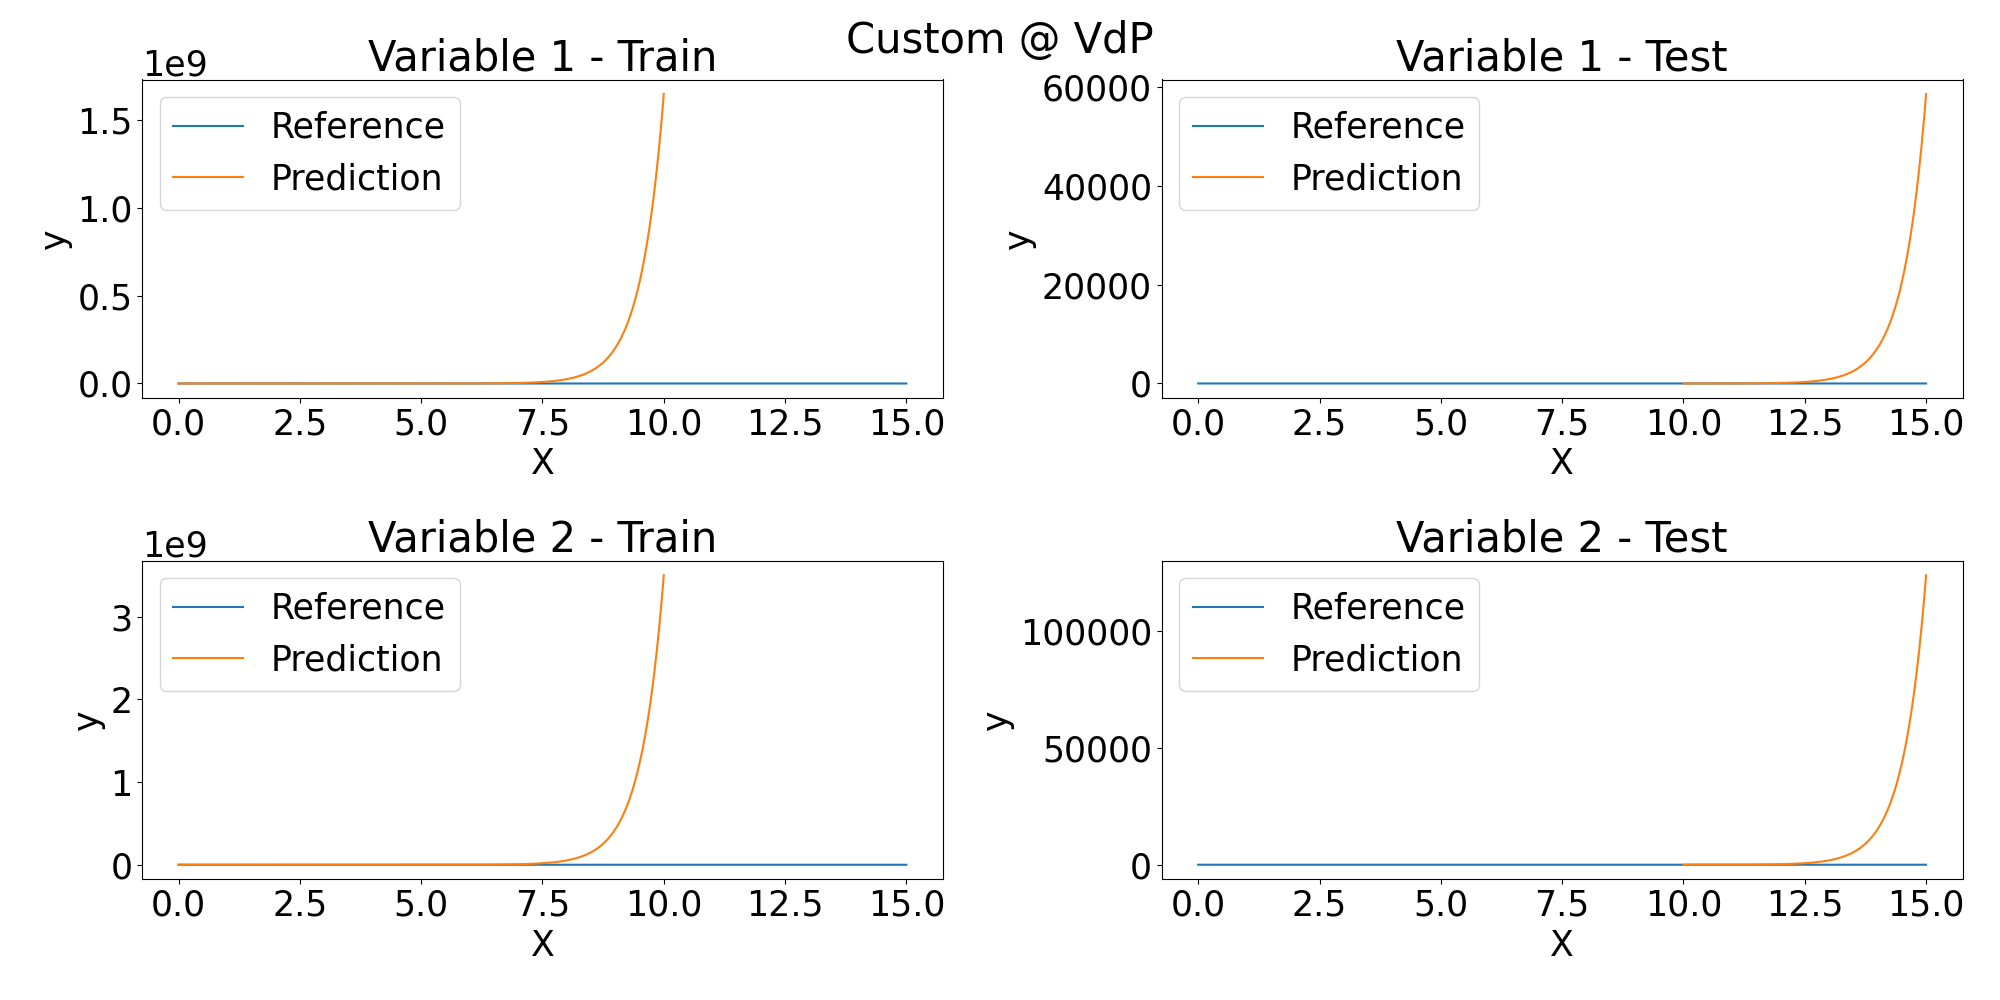 Custom @ VdP
Variable 1 - Train
1e9
1.5
1.0
0.5
0.0
y
Reference
Prediction
0.0 2.5 5.0 7.5 10.0 12.5 15.0
X
Variable 1 - Test
60000
40000
20000
0
y
Reference
Prediction
0.0 2.5 5.0 7.5 10.0 12.5 15.0
X
Variable 2 - Train
1e9
3
2
1
0
y
Reference
Prediction
0.0 2.5 5.0 7.5 10.0 12.5 15.0
X
Variable 2 - Test
100000
50000
0
y
Reference
Prediction
0.0 2.5 5.0 7.5 10.0 12.5 15.0
X